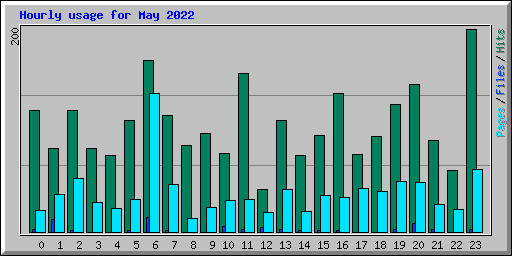 Hourly usage for May 2022
200
Pages/Files/Hits
0 1 2 3 4 5 6 7 8 9 10 11 12 13 14 15 16 17 18 19 20 21 22 23